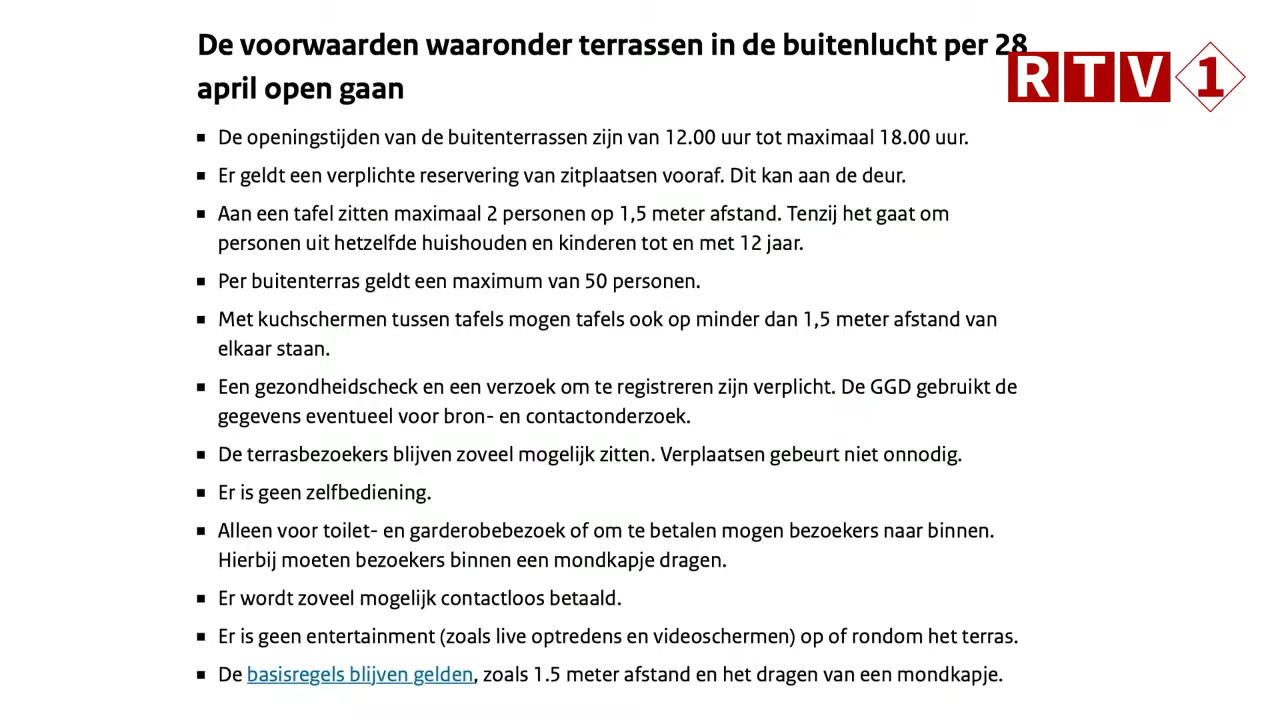 De voorwaarden waaronder terrassen in de buitenlucht per 28
april open gaan
RTV 1
De openingstijden van de buitenterrassen zijn van 12.00 uur tot maximaal 18.00 uur.
Er geldt een verplichte reservering van zitplaatsen vooraf. Dit kan aan de deur.
Aan een tafel zitten maximaal 2 personen op 1,5 meter afstand. Tenzij het gaat om
personen uit hetzelfde huishouden en kinderen tot en met 12 jaar.
Per buitenterras geldt een maximum van 50 personen.
Met kuchschermen tussen tafels mogen tafels ook op minder dan 1,5 meter afstand van
elkaar staan.
Een gezondheidscheck en een verzoek om te registreren zijn verplicht. De GGD gebruikt de
gegevens eventueel voor bron- en contactonderzoek.
De terrasbezoekers blijven zoveel mogelijk zitten. Verplaatsen gebeurt niet onnodig.
Er is geen zelfbediening.
Alleen voor toilet- en garderobebezoek of om te betalen mogen bezoekers naar binnen.
Hierbij moeten bezoekers binnen een mondkapje dragen.
Er wordt zoveel mogelijk contactloos betaald.
Er is geen entertainment (zoals live optredens en videoschermen) op of rondom het terras.
De basisregels blijven gelden, zoals 1.5 meter afstand en het dragen van een mondkapje.